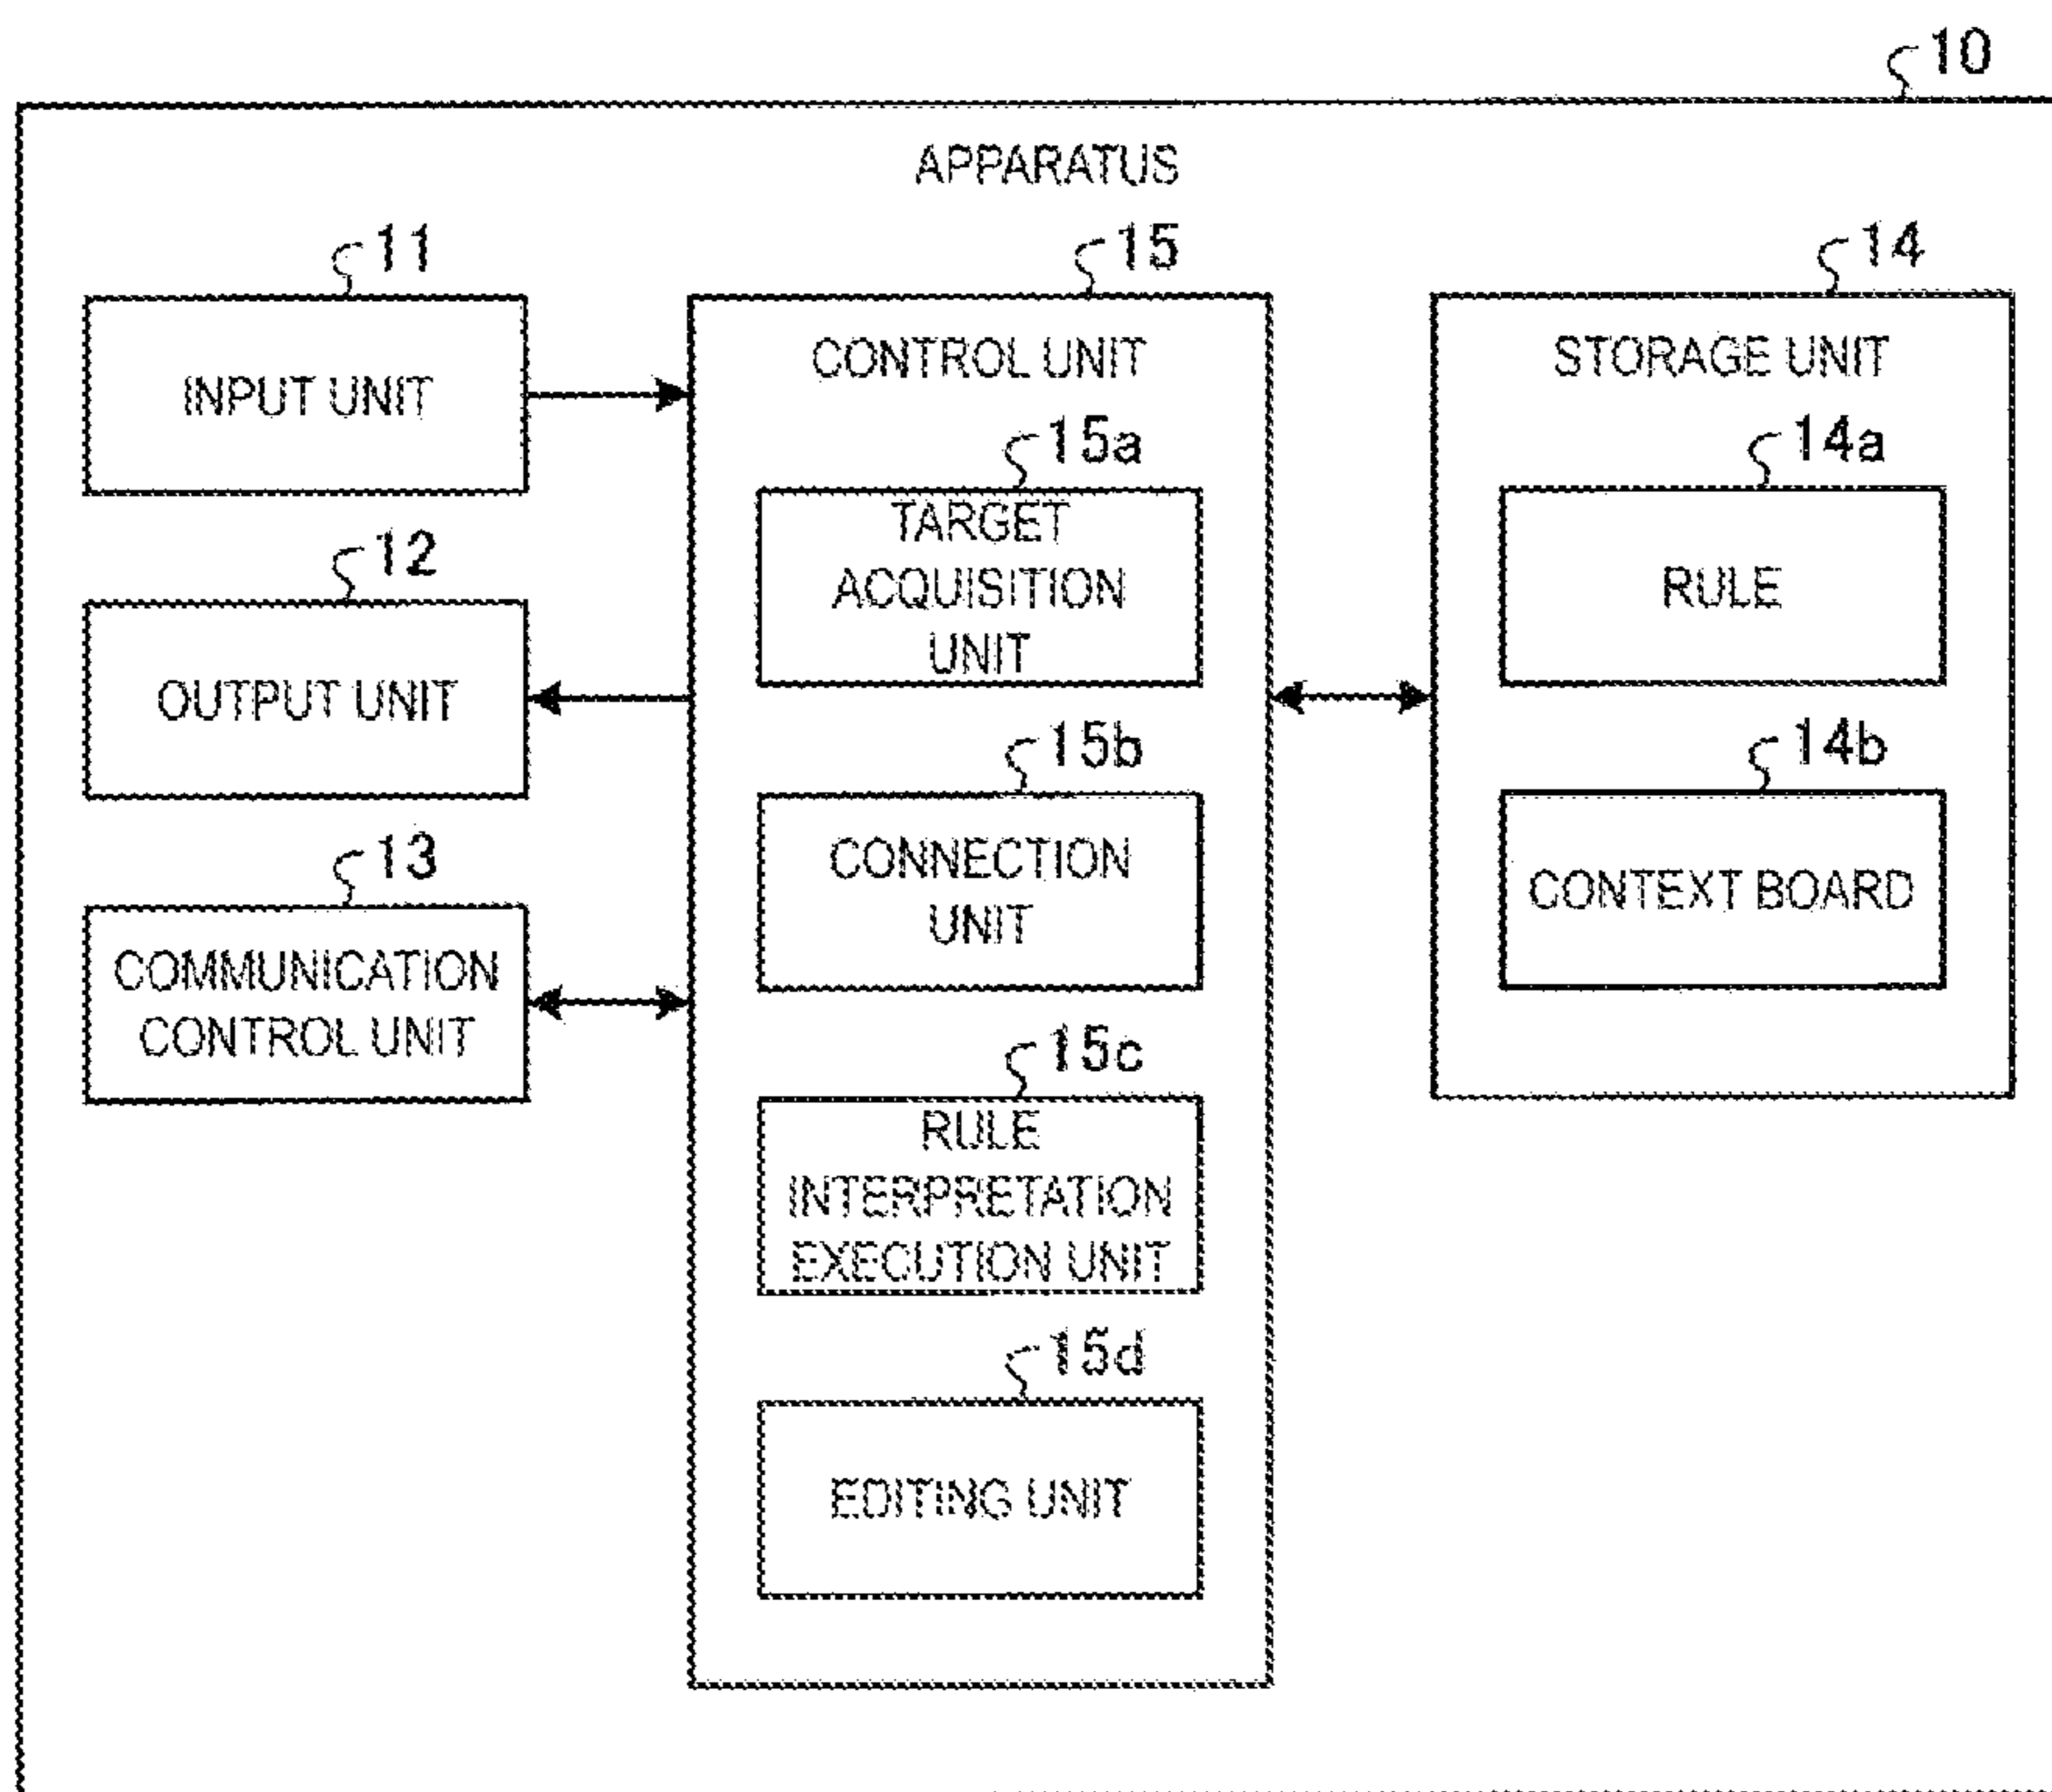 10
APPARATUS
11
INPUT UNIT
12
OUTPUT UNIT
13
COMMUNICATION
CONTROL UNIT
15
CONTROL UNIT
15a
TARGET
ACQUISITION
UNIT
15b
CONNECTION
UNIT
15c
RULE
INTERPRETATION
EXECUTION UNIT
15d
EDITING UNIT
14
STORAGE UNIT
14a
RULE
14b
CONTEXT BOARD